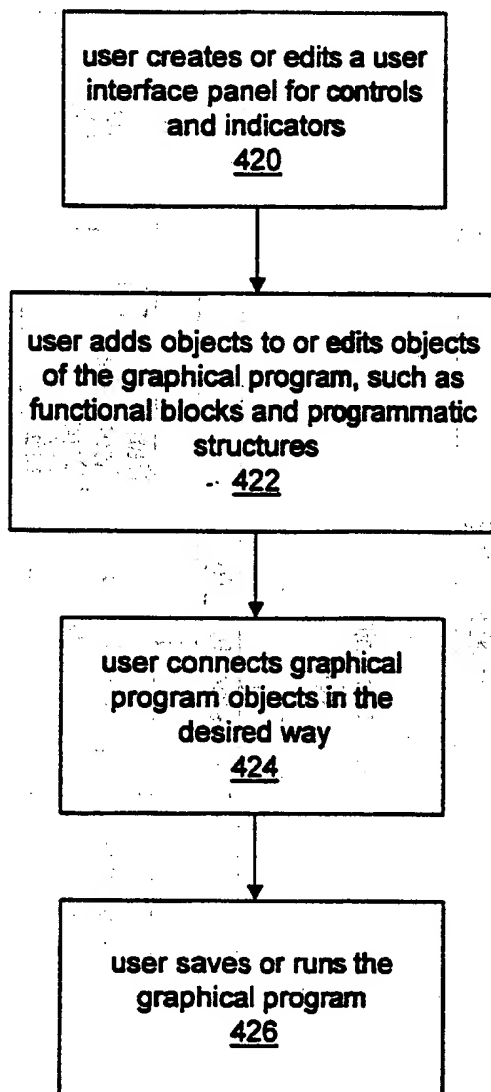 user creates or edits a user
interface panel for controls
and indicators
420
user adds objects to or edits objects
of the graphical program, such as
functional blocks and programmatic
structures
422
user connects graphical
program objects in the
desired way
424
user saves or runs the
graphical program
426